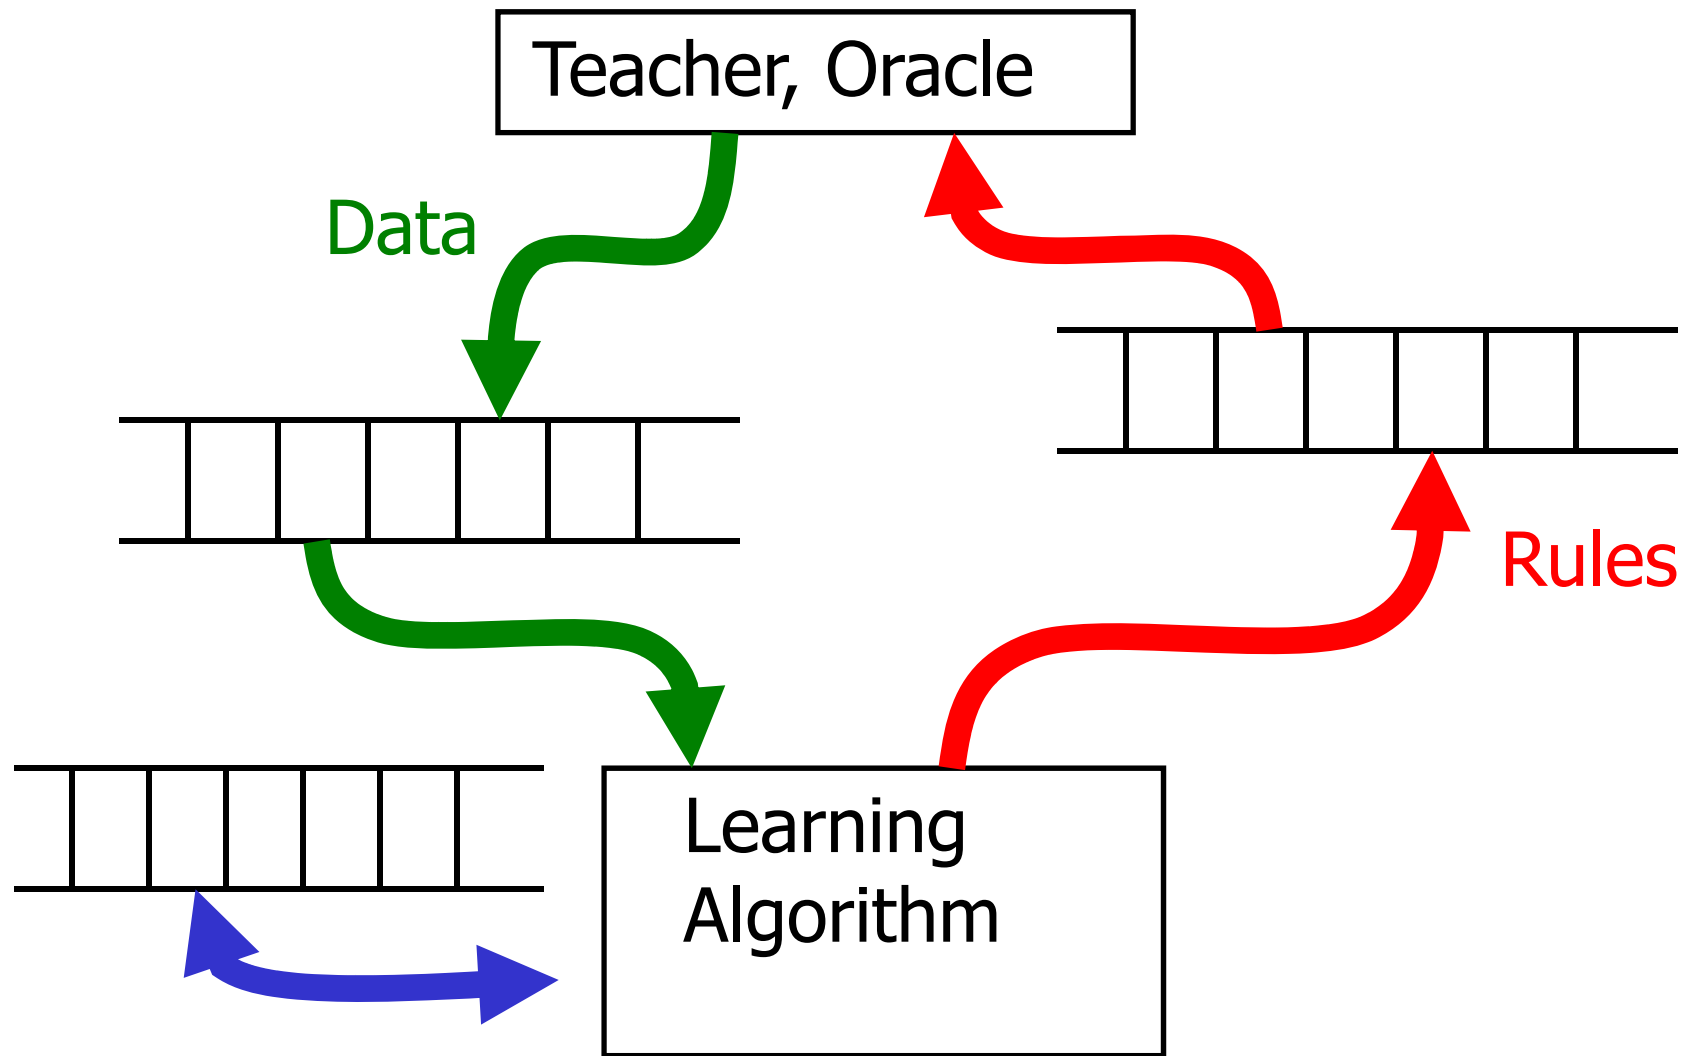 Teacher, Oracle
Data
Rules
Learning
Algorithm